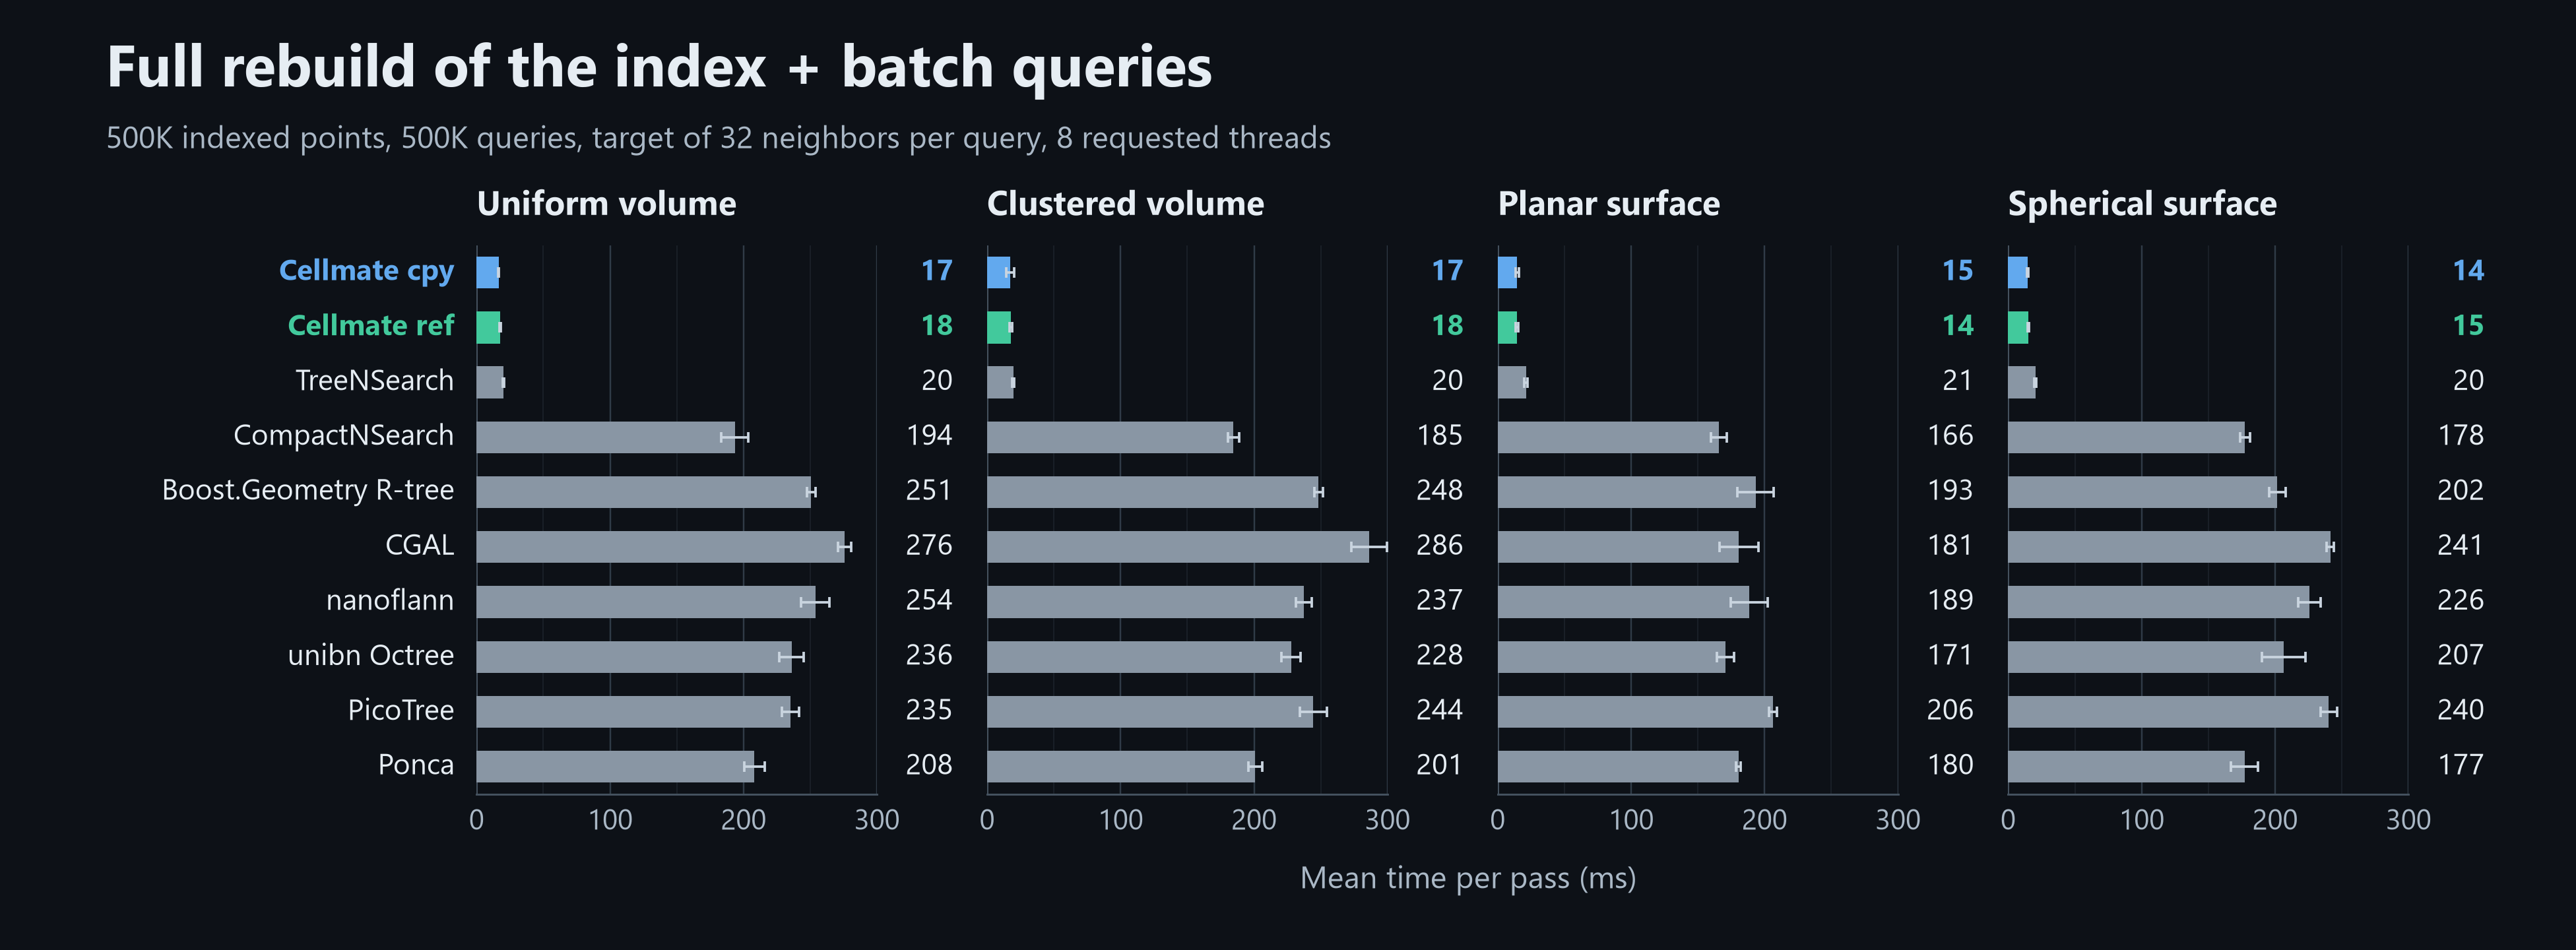 Full rebuild of the index + batch queries
500K indexed points, 500K queries, target of 32 neighbors per query, 8 requested threads
Uniform volume Clustered volume Planar surface Spherical surface
Cellmate cpy 17 17 15 14
Cellmate ref 18 18 14 15
TreeNSearch 20 20 21 20
CompactNSearch 194 185 166 178
Boost.Geometry R-tree 251 248 193 202
CGAL 276 286 181 241
nanoflann 254 237 189 226
unibn Octree 236 228 171 207
PicoTree 235 244 206 240
Ponca 208 201 180 177
0 100 200 300 0 100 200 300 0 100 200 300 0 100 200 300
Mean time per pass (ms)